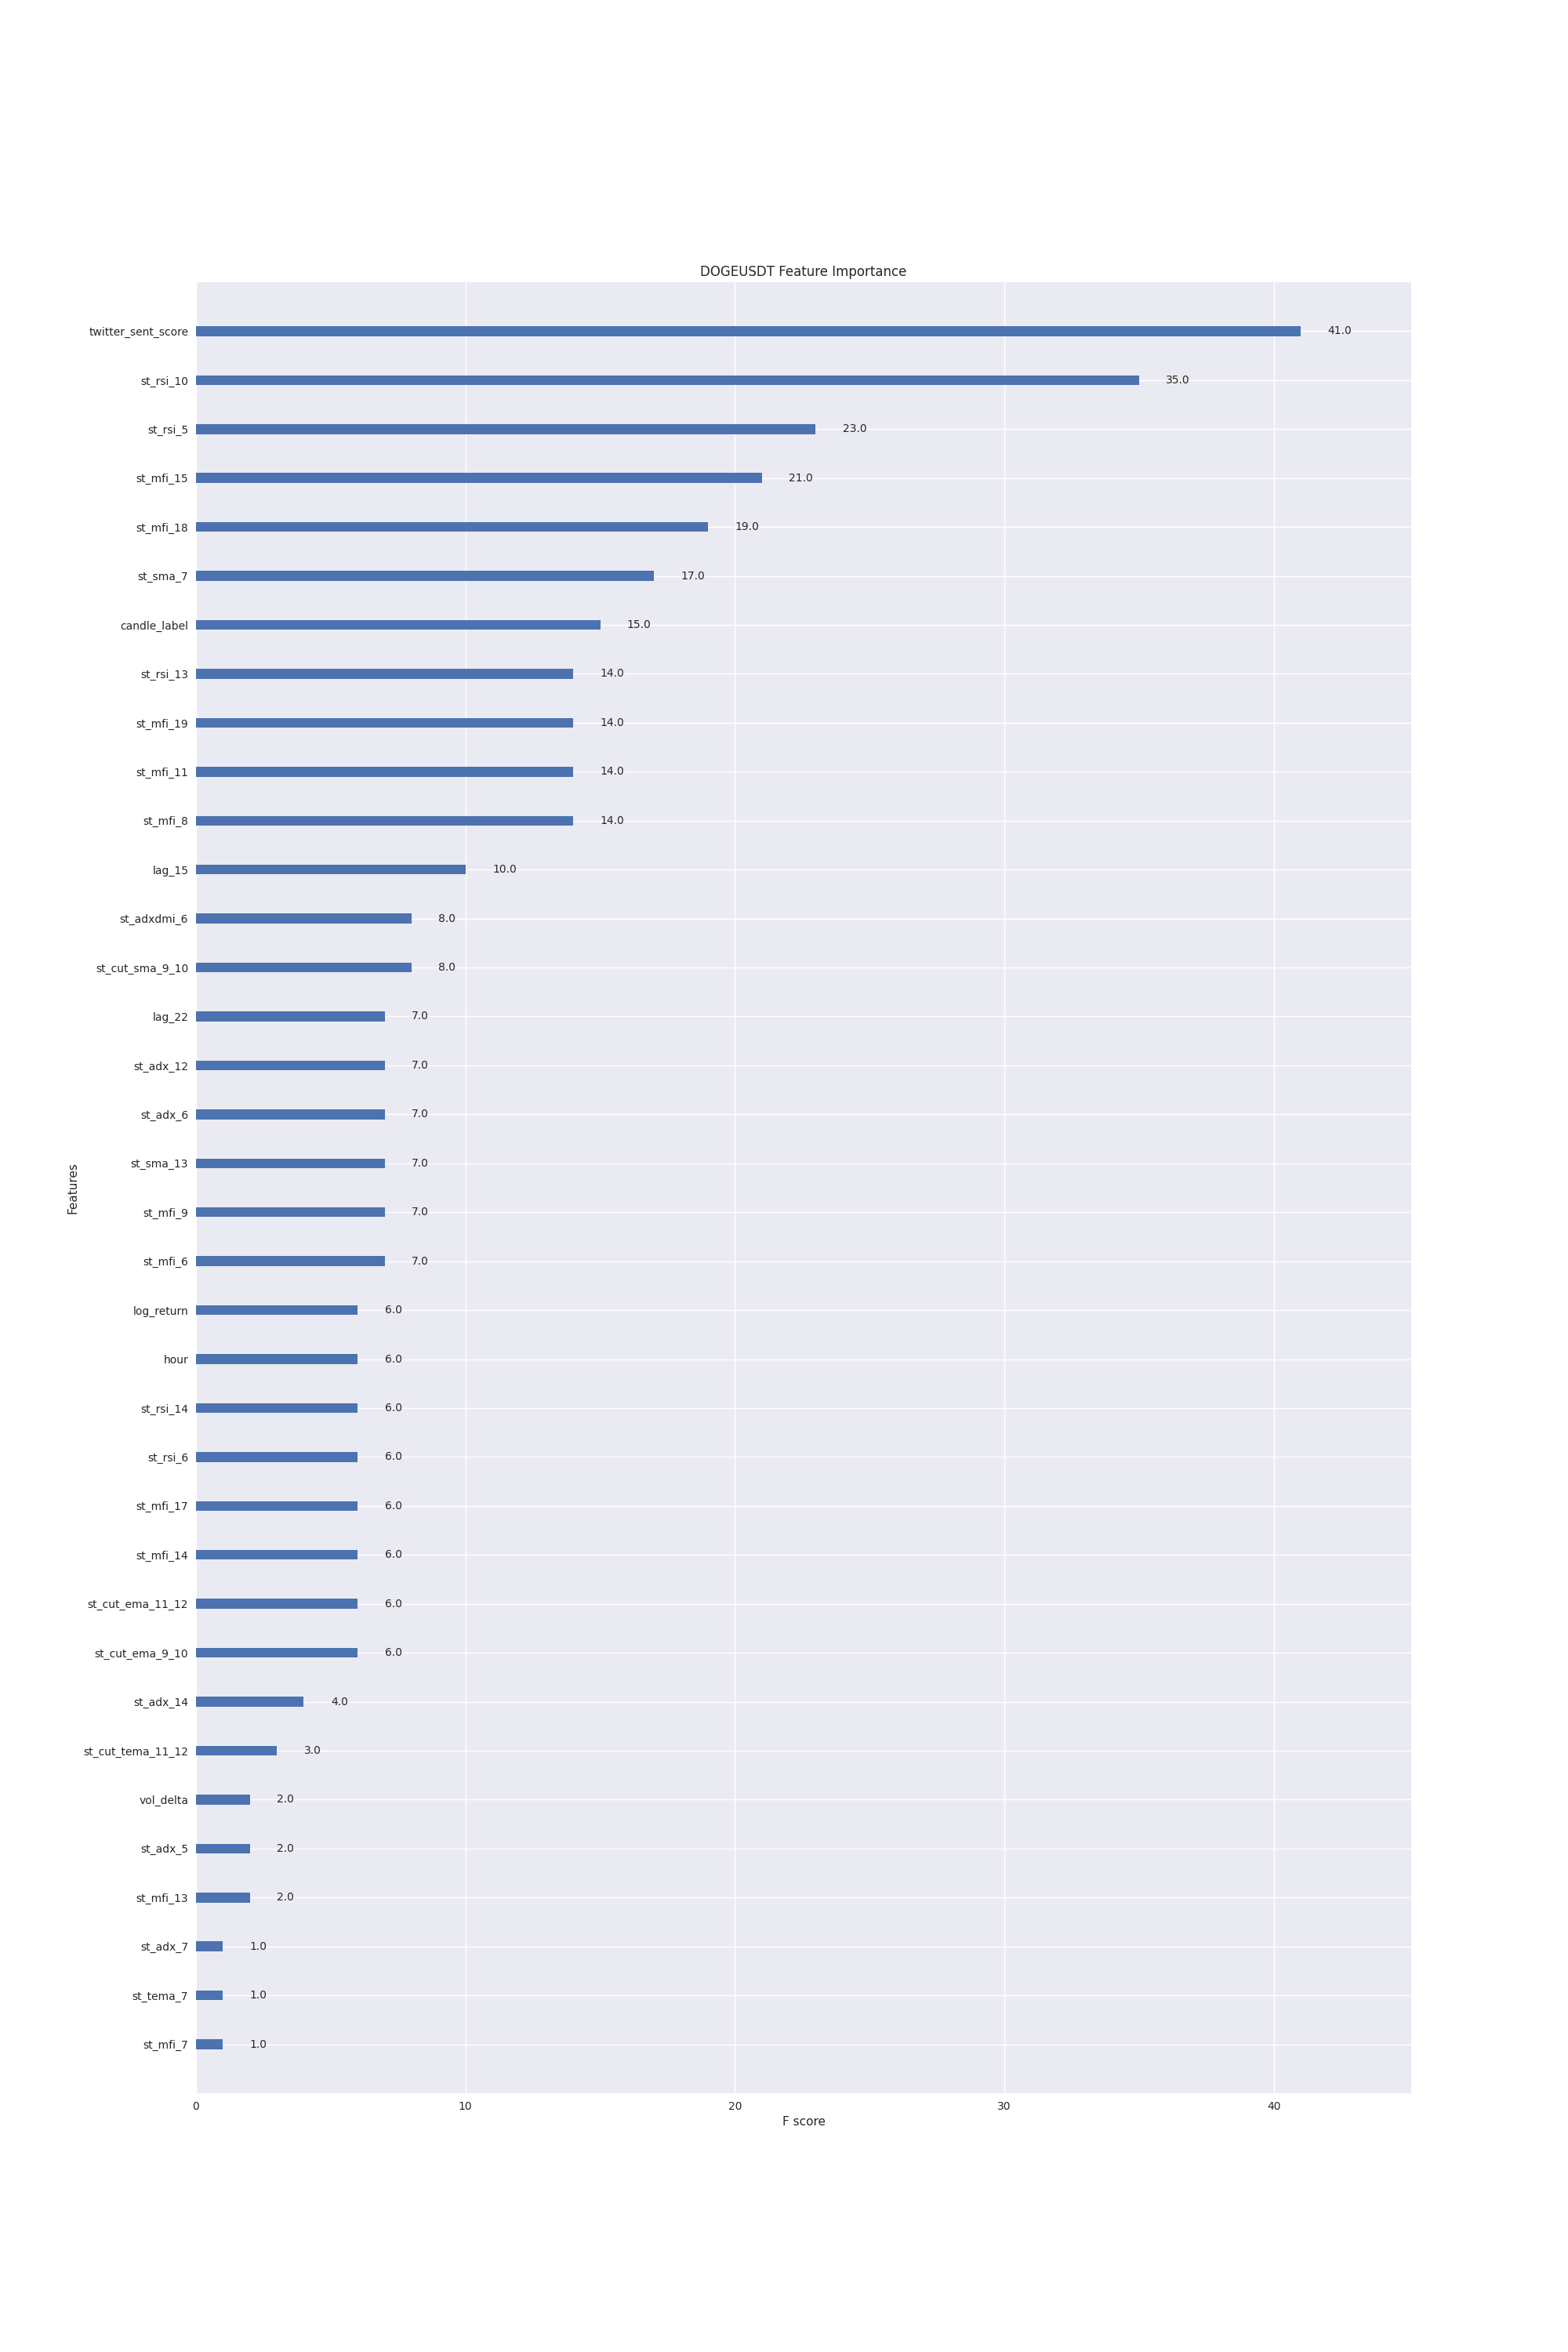 DOGEUSDT Feature Importance
twitter_sent_score 41.0
st_rsi_10 35.0
st_rsi_5 23.0
st_mfi_15 21.0
st_mfi_18 19.0
st_sma_7 17.0
candle_label 15.0
st_rsi_13 14.0
st_mfi_19 14.0
st_mfi_11 14.0
st_mfi_8 14.0
lag_15 10.0
st_adxdmi_6 8.0
st_cut_sma_9_10 8.0
lag_22 7.0
st_adx_12 7.0
st_adx_6 7.0
st_sma_13 7.0
Features
st_mfi_9 7.0
st_mfi_6 7.0
log_return 6.0
hour 6.0
st_rsi_14 6.0
st_rsi_6 6.0
st_mfi_17 6.0
st_mfi_14 6.0
st_cut_ema_11_12 6.0
st_cut_ema_9_10 6.0
st_adx_14 4.0
st_cut_tema_11_12 3.0
vol_delta 2.0
st_adx_5 2.0
st_mfi_13 2.0
st_adx_7 1.0
st_tema_7 1.0
st_mfi_7 1.0
0 10 20 30 40
F score